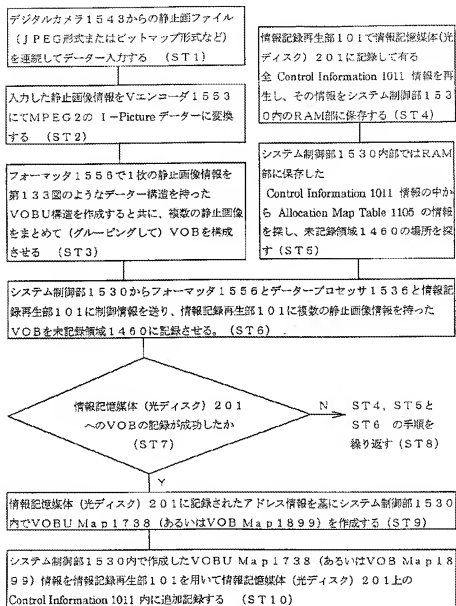 デジタルカメラ1543からの静止画ファイル
(JPEG形式またはビットマップ形式など)
を連続してデーター入力する (ST1)
入力した静止画情報をVエンコーダ1553
にてMPEG2の I-Picture データーに変換
する (ST2)
フォーマッタ1556で1枚の静止画情報を
第133図のようなデーター構造を持った
VOBU構造を作成すると共に、複数の静止画像
をまとめて(グルーピングして)VOBを構成
させる (ST3)
情報記録再生部101で情報記憶媒体(光
ディスク)201に記録して有る
全 Control Information 1011 情報を再
生し、その情報をシステム制御部153
0内のRAM部に保存する (ST4)
システム制御部1530内部ではRAM
部に保存した
Control Information 1011 情報の中か
ら Allocation Map Table 1105 の情報
を探し、未記録領域1460の場所を探
す (ST5)
システム制御部1530からフォーマッタ1556とデータープロセッサ1536と情報記
録再生部101に制御情報を送り、情報記録再生部101に複数の静止画像情報を持った
VOBを未記録領域1460に記録させる。 (ST6)
情報記憶媒体(光ディスク)201
へのVOBの記録が成功したか
(ST7)
N
ST4、ST5と
ST6 の手順を
繰り返す (ST8)
Y
情報記憶媒体(光ディスク)201に記録されたアドレス情報を基にシステム制御部1530
内でVOBU Map1738 (あるいはVOB Map1899) を作成する (ST9)
システム制御部1530内で作成したVOBU Map1738 (あるいはVOB Map18
99) 情報を情報記録再生部101を用いて情報記憶媒体(光ディスク)201上の
Control Information 1011 内に追加記録する (ST10)